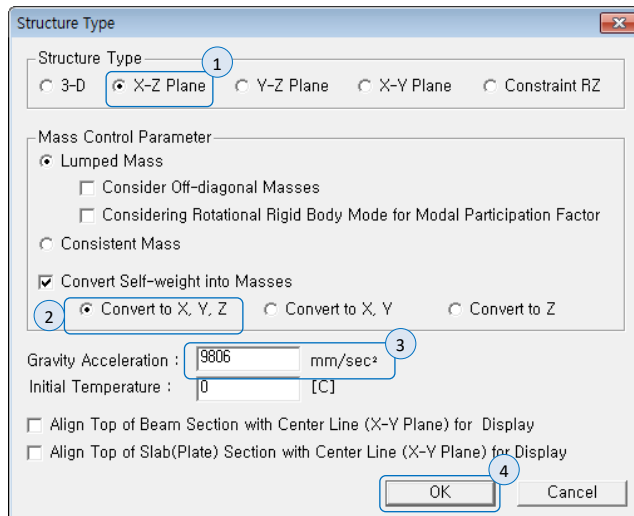 Structure Type
Structure Type
1
3-D X-Z Plane Y-Z Plane X-Y Plane Constraint RZ
Mass Control Parameter
Lumped Mass
Consider Off-diagonal Masses
Considering Rotational Rigid Body Mode for Modal Participation Factor
Consistent Mass
Convert Self-weight into Masses
2 Convert to X, Y, Z Convert to X, Y Convert to Z
3
Gravity Acceleration : 9806 mm/sec²
Initial Temperature : 0 [C]
Align Top of Beam Section with Center Line (X-Y Plane) for Display
Align Top of Slab(Plate) Section with Center Line (X-Y Plane) for Display
4
OK Cancel